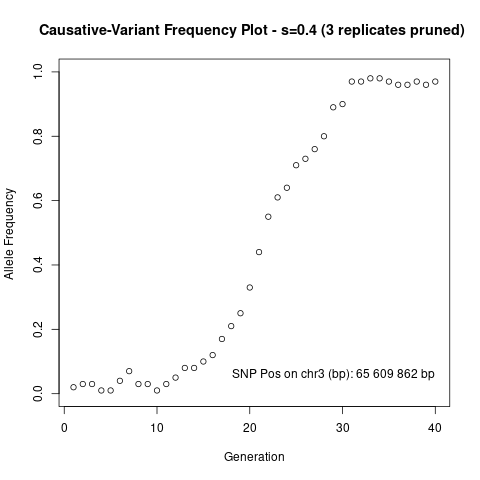 Causative-Variant Frequency Plot - s=0.4 (3 replicates pruned)
1.0
0.8
0.6
0.4
0.2
0.0
Allele Frequency
SNP Pos on chr3 (bp): 65 609 862 bp
0 10 20 30 40
Generation